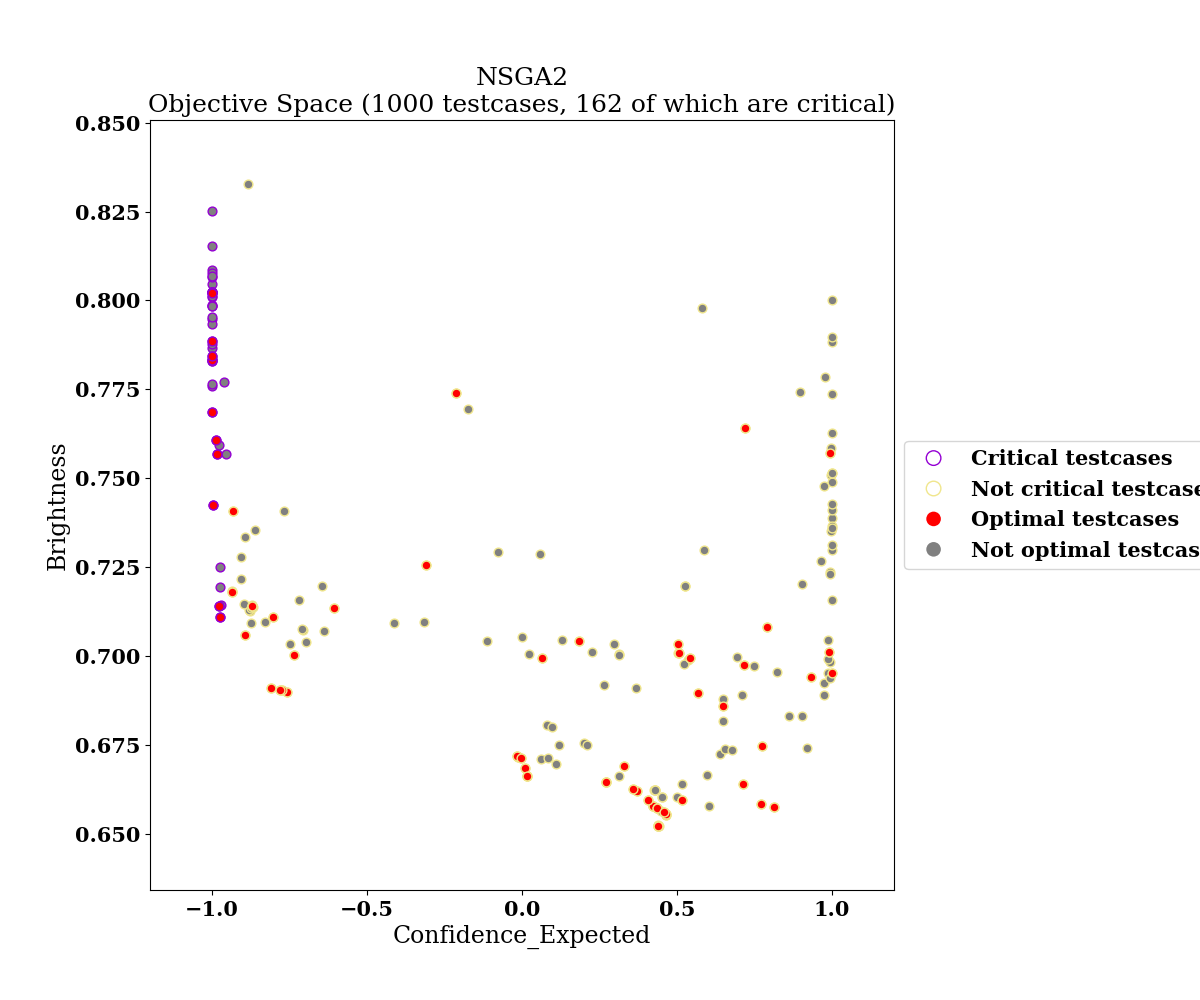 NSGA2
Objective Space (1000 testcases, 162 of which are critical)
0.850
0.825
0.800
0.775
0.750
0.725
0.700
0.675
0.650
Brightness
−1.0
−0.5
0.0
0.5
1.0
Confidence_Expected
Critical testcases
Not critical testcase
Optimal testcases
Not optimal testcas